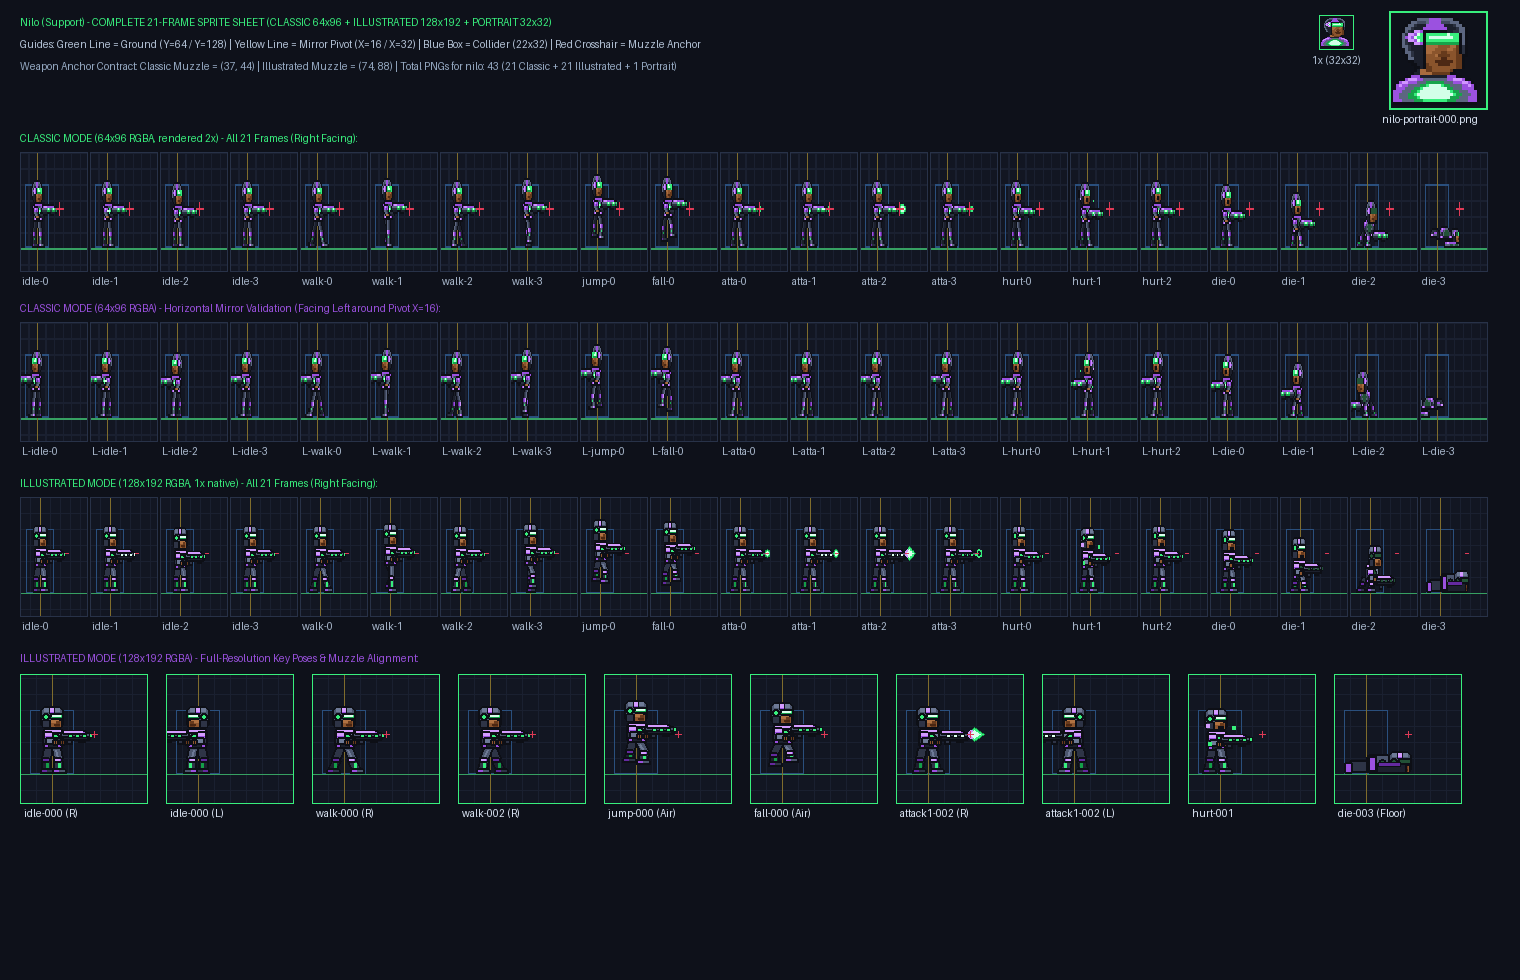 Nilo (Support) - COMPLETE 21-FRAME SPRITE SHEET (CLASSIC 64x96 + ILLUSTRATED 128x192 + PORTRAIT 32x32)
Guides: Green Line = Ground (Y=64 / Y=128) | Yellow Line = Mirror Pivot (X=16 / X=32) | Blue Box = Collider (22x32) | Red Crosshair = Muzzle Anchor
Weapon Anchor Contract: Classic Muzzle = (37, 44) | Illustrated Muzzle = (74, 88) | Total PNGs for nilo: 43 (21 Classic + 21 Illustrated + 1 Portrait)
1x (32x32)
nilo-portrait-000.png
CLASSIC MODE (64x96 RGBA, rendered 2x) - All 21 Frames (Right Facing):
idle-0 idle-1 idle-2 idle-3 walk-0 walk-1 walk-2 walk-3 jump-0 fall-0 atta-0 atta-1 atta-2 atta-3 hurt-0 hurt-1 hurt-2 die-0 die-1 die-2 die-3
CLASSIC MODE (64x96 RGBA) - Horizontal Mirror Validation (Facing Left around Pivot X=16):
L-idle-0 L-idle-1 L-idle-2 L-idle-3 L-walk-0 L-walk-1 L-walk-2 L-walk-3 L-jump-0 L-fall-0 L-atta-0 L-atta-1 L-atta-2 L-atta-3 L-hurt-0 L-hurt-1 L-hurt-2 L-die-0 L-die-1 L-die-2 L-die-3
ILLUSTRATED MODE (128x192 RGBA, 1x native) - All 21 Frames (Right Facing):
idle-0 idle-1 idle-2 idle-3 walk-0 walk-1 walk-2 walk-3 jump-0 fall-0 atta-0 atta-1 atta-2 atta-3 hurt-0 hurt-1 hurt-2 die-0 die-1 die-2 die-3
ILLUSTRATED MODE (128x192 RGBA) - Full-Resolution Key Poses & Muzzle Alignment:
idle-000 (R) idle-000 (L) walk-000 (R) walk-002 (R) jump-000 (Air) fall-000 (Air) attack1-002 (R) attack1-002 (L) hurt-001 die-003 (Floor)